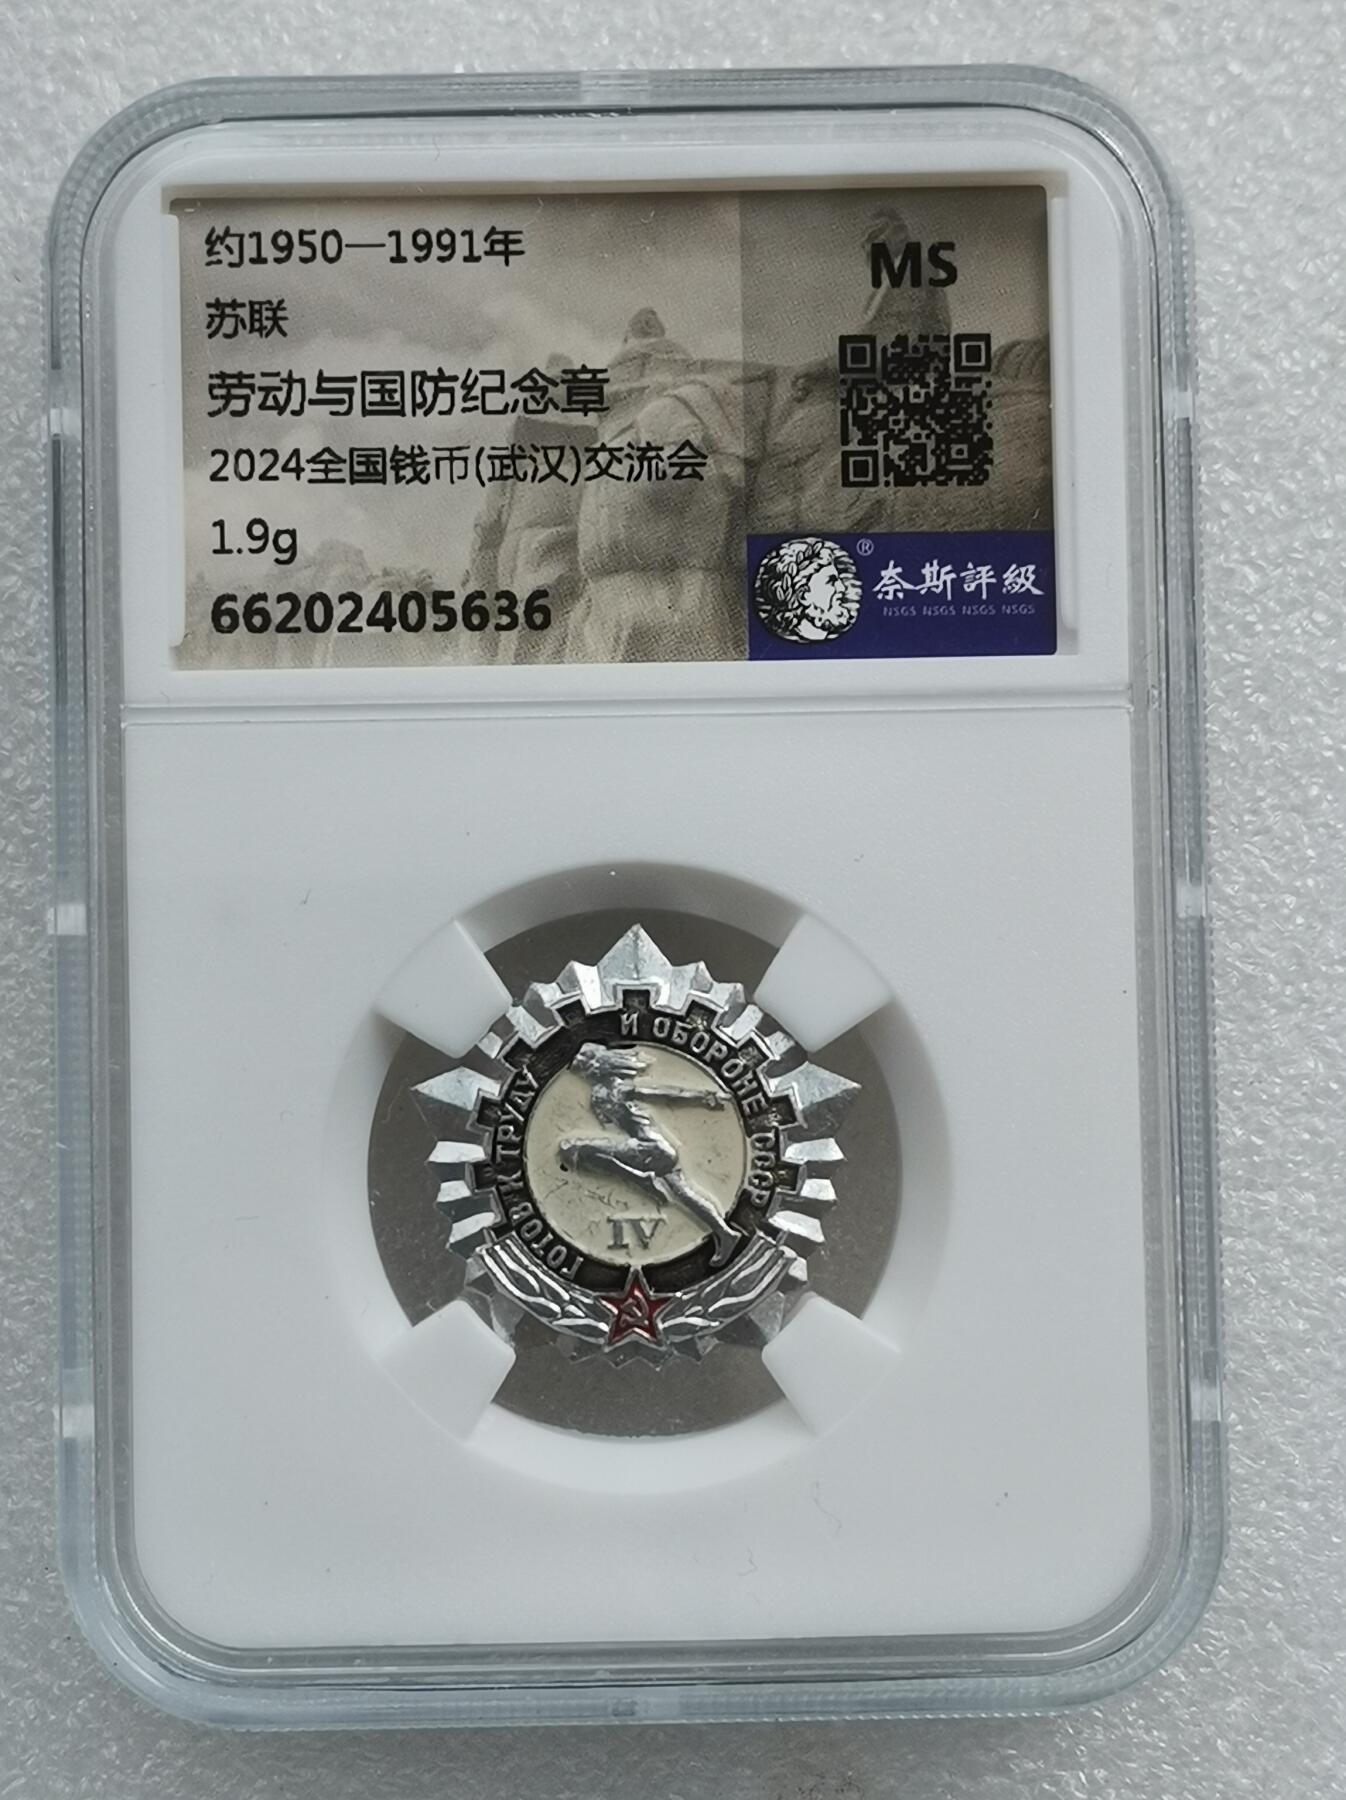 约1950—1991年
苏联
劳动与国防纪念章
2024全国钱币(武汉)交流会
1.9g
66202405636
MS
®
奈斯評級
NSGS NSGS NSGS NSGS
ГОТОВ К ТРУДУ И ОБОРОНЕ СССР
IV